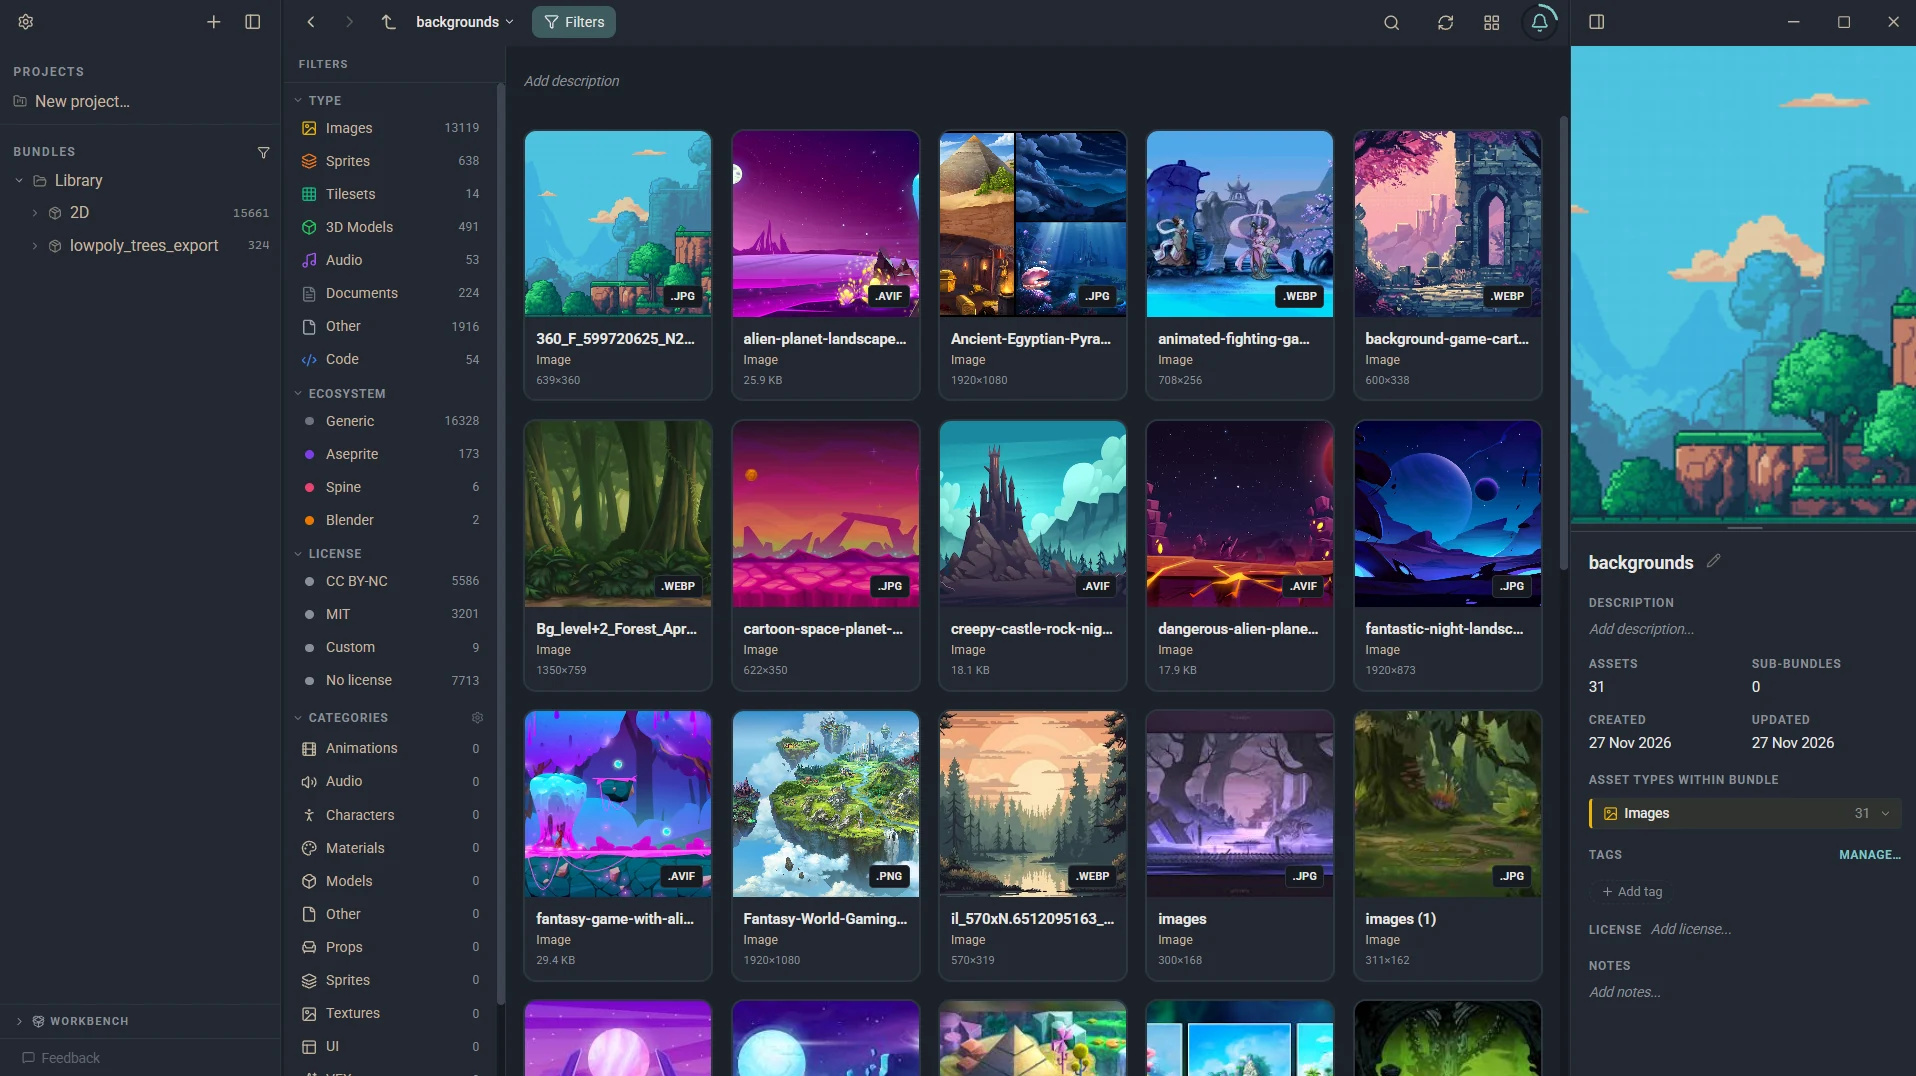 backgrounds
Filters
PROJECTS
New project...
BUNDLES
Library
2D 15661
lowpoly_trees_export 324
WORKBENCH
Feedback
FILTERS
TYPE
Images 13119
Sprites 638
Tilesets 14
3D Models 491
Audio 53
Documents 224
Other 1916
Code 54
ECOSYSTEM
Generic 16328
Aseprite 173
Spine 6
Blender 2
LICENSE
CC BY-NC 5586
MIT 3201
Custom 9
No license 7713
CATEGORIES
Animations 0
Audio 0
Characters 0
Materials 0
Models 0
Other 0
Props 0
Sprites 0
Textures 0
UI 0
Add description
.JPG
360_F_599720625_N2...
Image
639×360
.AVIF
alien-planet-landscape...
Image
25.9 KB
.JPG
Ancient-Egyptian-Pyra...
Image
1920×1080
.WEBP
animated-fighting-ga...
Image
708×256
.WEBP
background-game-cart...
Image
600×338
.WEBP
Bg_level+2_Forest_Apr...
Image
1350×759
.JPG
cartoon-space-planet-...
Image
622×350
.AVIF
creepy-castle-rock-nig...
Image
18.1 KB
.AVIF
dangerous-alien-plane...
Image
17.9 KB
.JPG
fantastic-night-landsc...
Image
1920×873
.AVIF
fantasy-game-with-ali...
Image
29.4 KB
.PNG
Fantasy-World-Gaming...
Image
1920×1080
.WEBP
il_570xN.6512095163_...
Image
570×319
.JPG
images
Image
300×168
.JPG
images (1)
Image
311×162
backgrounds
DESCRIPTION
Add description...
ASSETS SUB-BUNDLES
31 0
CREATED UPDATED
27 Nov 2026 27 Nov 2026
ASSET TYPES WITHIN BUNDLE
Images 31
TAGS MANAGE...
+ Add tag
LICENSE Add license...
NOTES
Add notes...